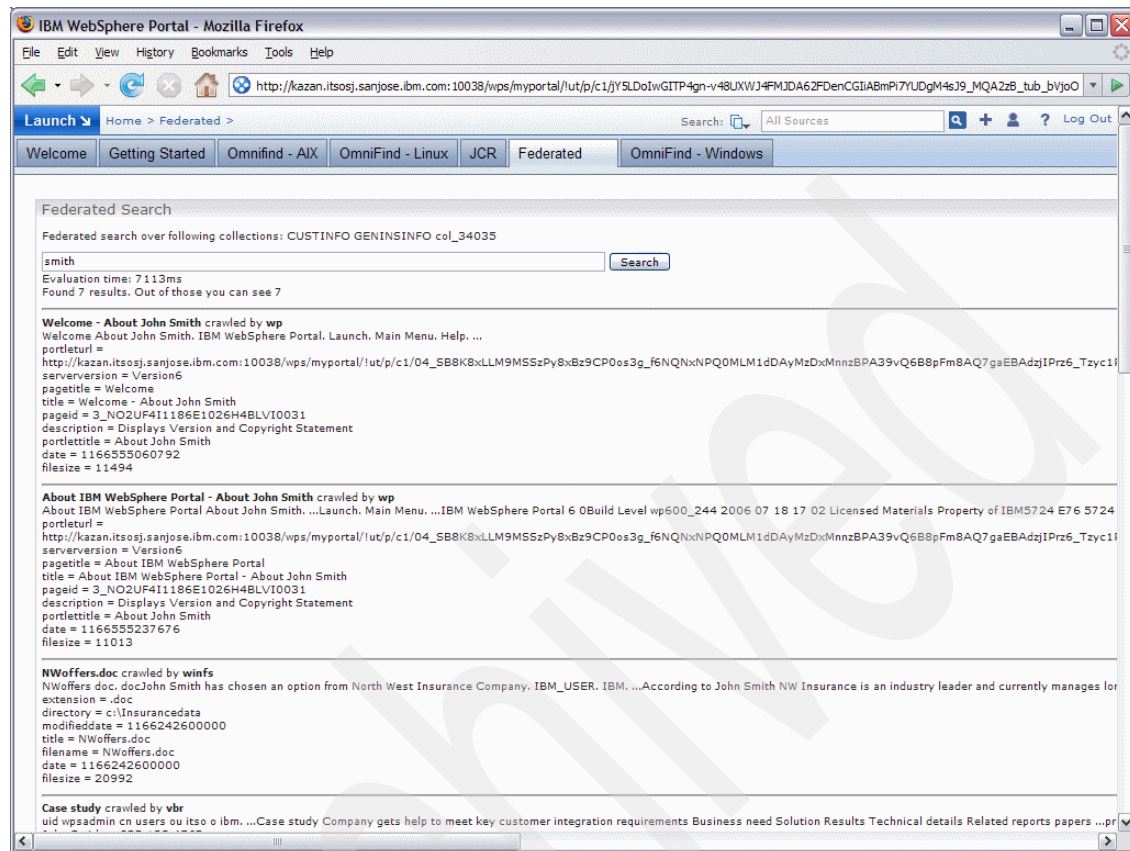 IBM WebSphere Portal - Mozilla Firefox
File Edit View History Bookmarks Tools Help
http://kazan.itsosj.sanjose.ibm.com:10038/wps/myportal/!ut/p/c1/jY5LDoIwGITP4gn-v48UXWJ4FMJDA62FDenCGIiABmPi7YUDgM4sJ9_MQA2zB_tub_bVjoO
Launch Home > Federated > Search: All Sources ? Log Out
Welcome Getting Started Omnifind - AIX OmniFind - Linux JCR Federated OmniFind - Windows
Federated Search
Federated search over following collections: CUSTINFO GENINSINFO col_34035
smith Search
Evaluation time: 7113ms
Found 7 results. Out of those you can see 7
Welcome - About John Smith crawled by wp
Welcome About John Smith. IBM WebSphere Portal. Launch. Main Menu. Help. ...
portleturl =
http://kazan.itsosj.sanjose.ibm.com:10038/wps/myportal/!ut/p/c1/04_SB8K8xLLM9MSSzPy8xBz9CP0os3g_f6NQNxNPQ0MLM1dDAyMzDxMnnzBPA39vQ6B8pFm8AQ7gaEBAdzjIPrz6_Tzyc1
serverversion = Version6
pagetitle = Welcome
title = Welcome - About John Smith
pageid = 3_NO2UF4I1186E1026H4BLVI0031
description = Displays Version and Copyright Statement
portlettitle = About John Smith
date = 1166555060792
filesize = 11494
About IBM WebSphere Portal - About John Smith crawled by wp
About IBM WebSphere Portal About John Smith. ...Launch. Main Menu. ...IBM WebSphere Portal 6 0Build Level wp600_244 2006 07 18 17 02 Licensed Materials Property of IBM5724 E76 5724
portleturl =
http://kazan.itsosj.sanjose.ibm.com:10038/wps/myportal/!ut/p/c1/04_SB8K8xLLM9MSSzPy8xBz9CP0os3g_f6NQNxNPQ0MLM1dDAyMzDxMnnzBPA39vQ6B8pFm8AQ7gaEBAdzjIPrz6_Tzyc1
serverversion = Version6
pagetitle = About IBM WebSphere Portal
title = About IBM WebSphere Portal - About John Smith
pageid = 3_NO2UF4I1186E1026H4BLVI0031
description = Displays Version and Copyright Statement
portlettitle = About John Smith
date = 1166555237676
filesize = 11013
NWoffers.doc crawled by winfs
NWoffers doc. docJohn Smith has chosen an option from North West Insurance Company. IBM_USER. IBM. ...According to John Smith NW Insurance is an industry leader and currently manages lor
extension = .doc
directory = c:\Insurancedata
modifieddate = 1166242600000
title = NWoffers.doc
filename = NWoffers.doc
date = 1166242600000
filesize = 20992
Case study crawled by vbr
uid wpsadmin cn users ou itso o ibm. ...Case study Company gets help to meet key customer integration requirements Business need Solution Results Technical details Related reports papers ...pr